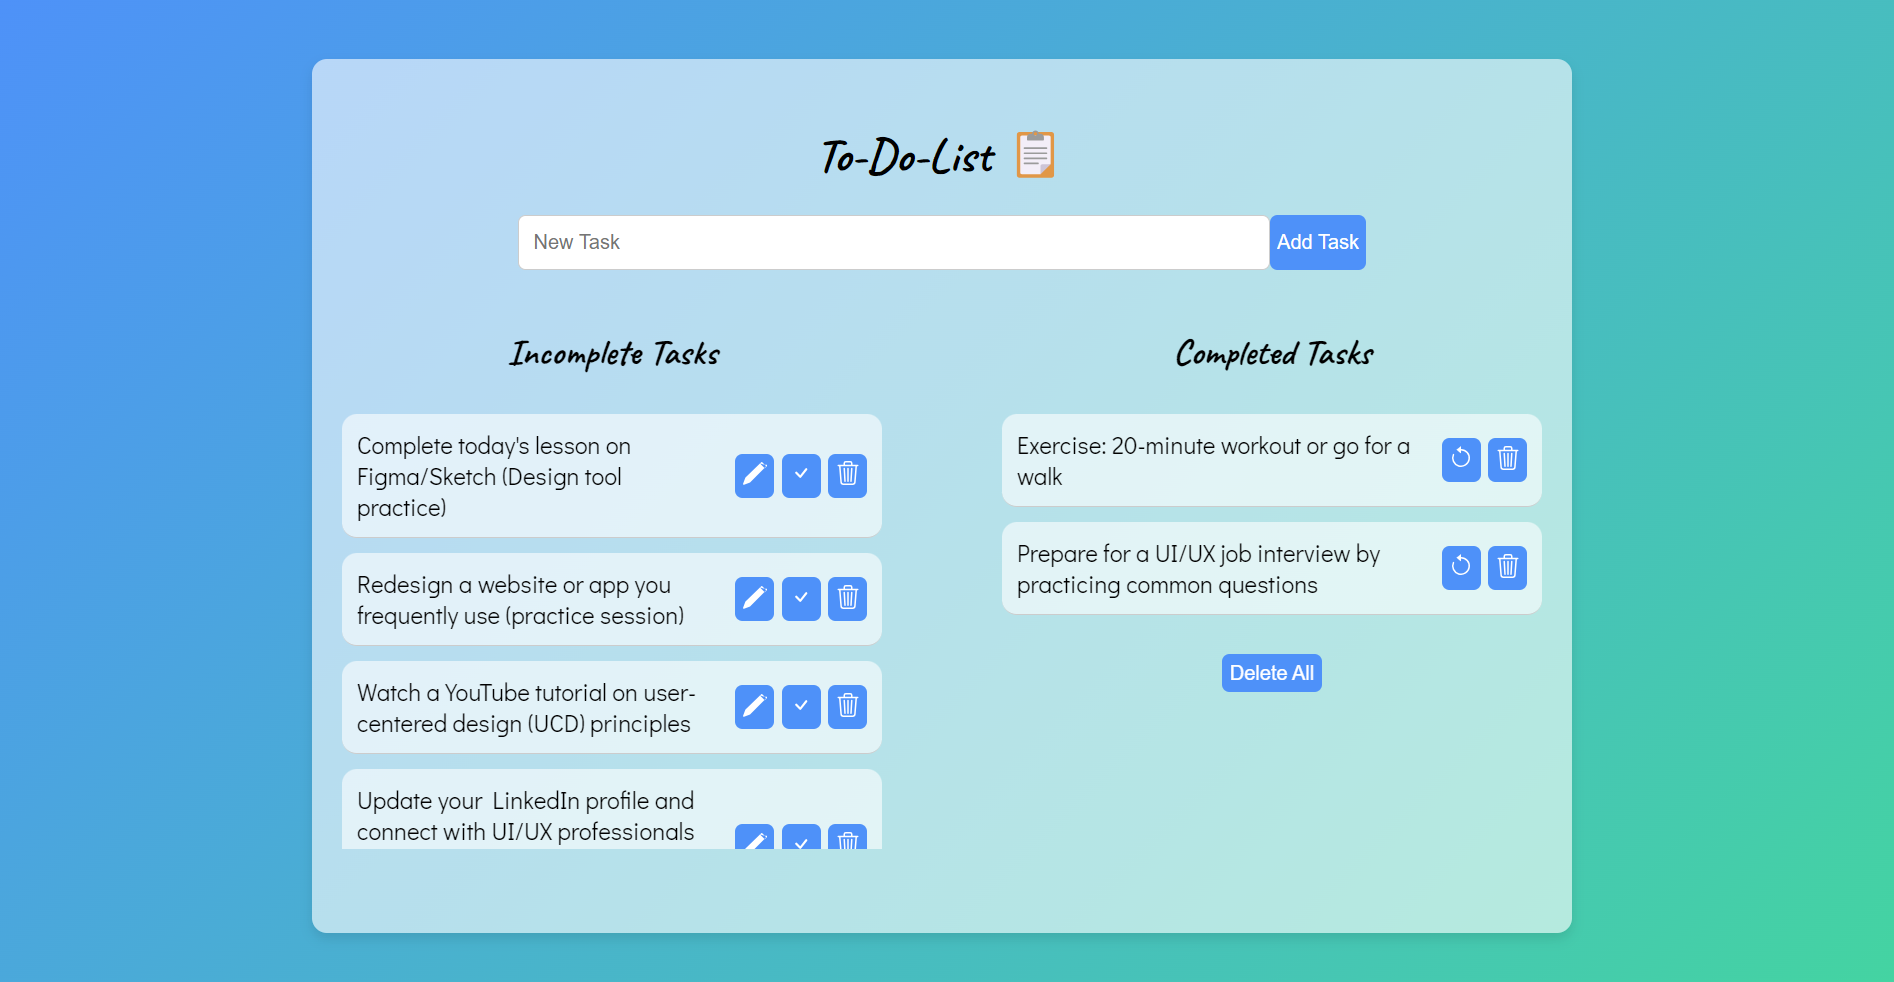 To-Do-List
New Task
Add Task
Incomplete Tasks
Complete today's lesson on
Figma/Sketch (Design tool
practice)
Redesign a website or app you
frequently use (practice session)
Watch a YouTube tutorial on user-
centered design (UCD) principles
Update your  LinkedIn profile and
connect with UI/UX professionals
Completed Tasks
Exercise: 20-minute workout or go for a
walk
Prepare for a UI/UX job interview by
practicing common questions
Delete All